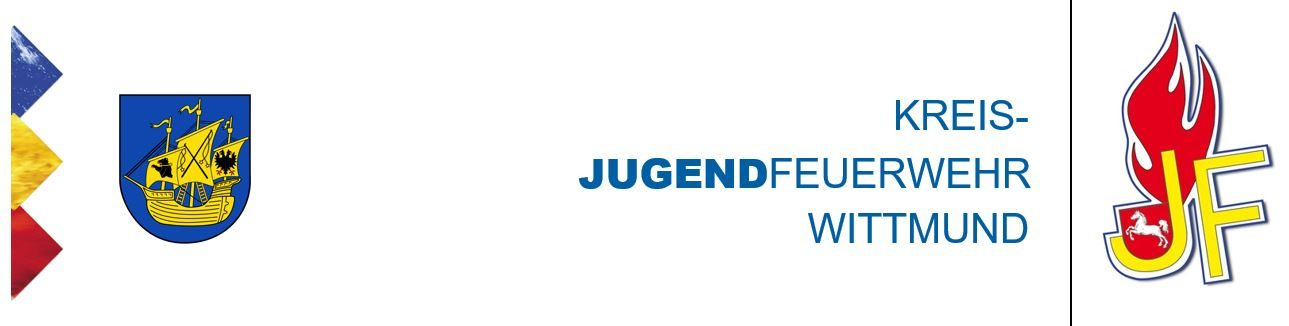 KREIS-
JUGENDFEUERWEHR
WITTMUND
JF